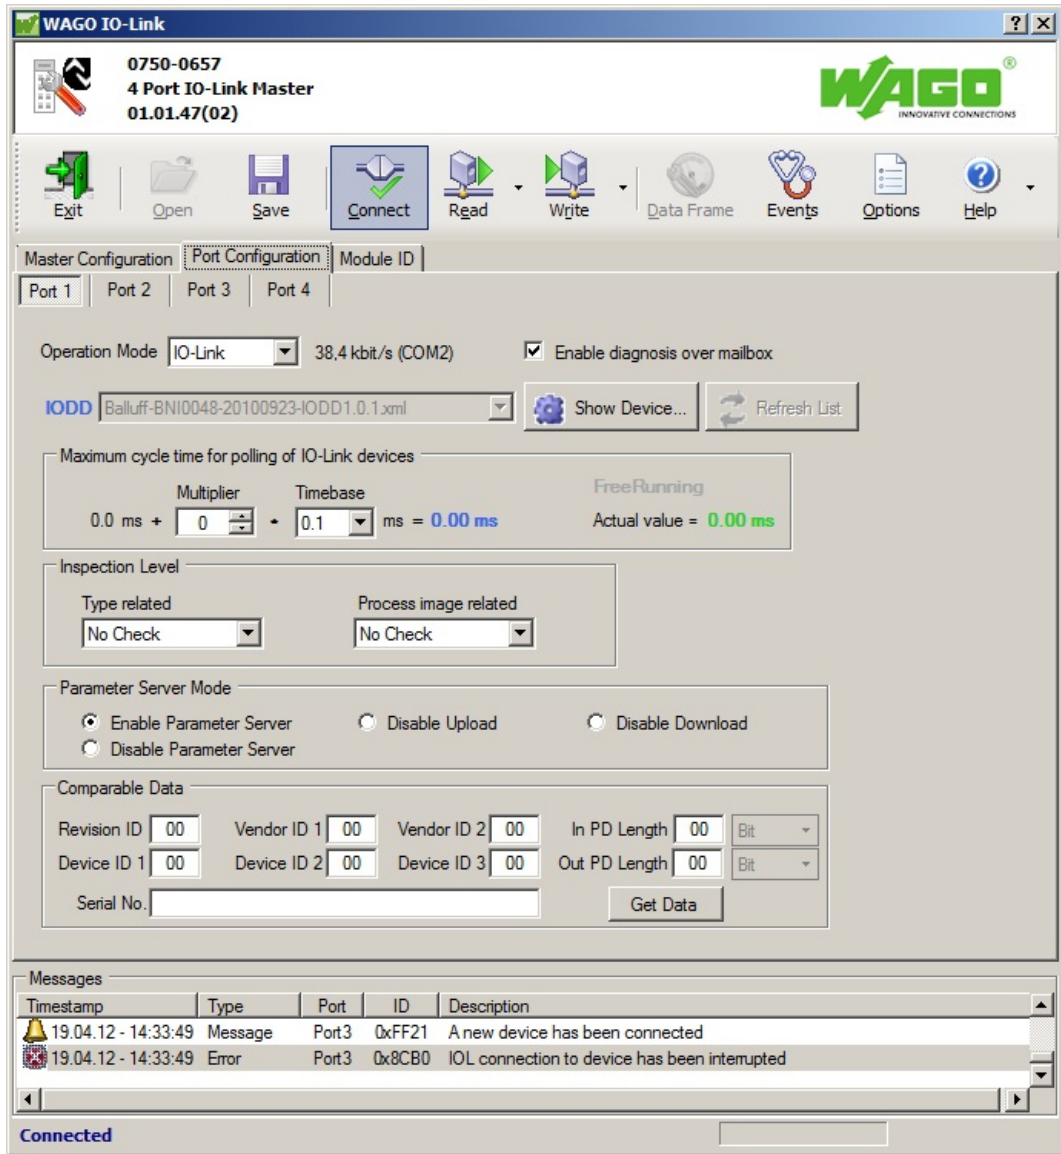 WAGO IO-Link
0750-0657
4 Port IO-Link Master
01.01.47(02)
WAGO®
INNOVATIVE CONNECTIONS
Exit Open Save Connect Read Write Data Frame Events Options Help
Master Configuration Port Configuration Module ID
Port 1 Port 2 Port 3 Port 4
Operation Mode IO-Link 38,4 kbit/s (COM2) Enable diagnosis over mailbox
IODD Balluff-BNI0048-20100923-IODD1.0.1.xml Show Device... Refresh List
Maximum cycle time for polling of IO-Link devices
Multiplier Timebase FreeRunning
0.0 ms + 0 * 0.1 ms = 0.00 ms Actual value = 0.00 ms
Inspection Level
Type related Process image related
No Check No Check
Parameter Server Mode
Enable Parameter Server Disable Upload Disable Download
Disable Parameter Server
Comparable Data
Revision ID 00 Vendor ID 1 00 Vendor ID 2 00 In PD Length 00 Bit
Device ID 1 00 Device ID 2 00 Device ID 3 00 Out PD Length 00 Bit
Serial No. Get Data
Messages
Timestamp Type Port ID Description
19.04.12 - 14:33:49 Message Port3 0xFF21 A new device has been connected
19.04.12 - 14:33:49 Error Port3 0x8CB0 IOL connection to device has been interrupted
Connected